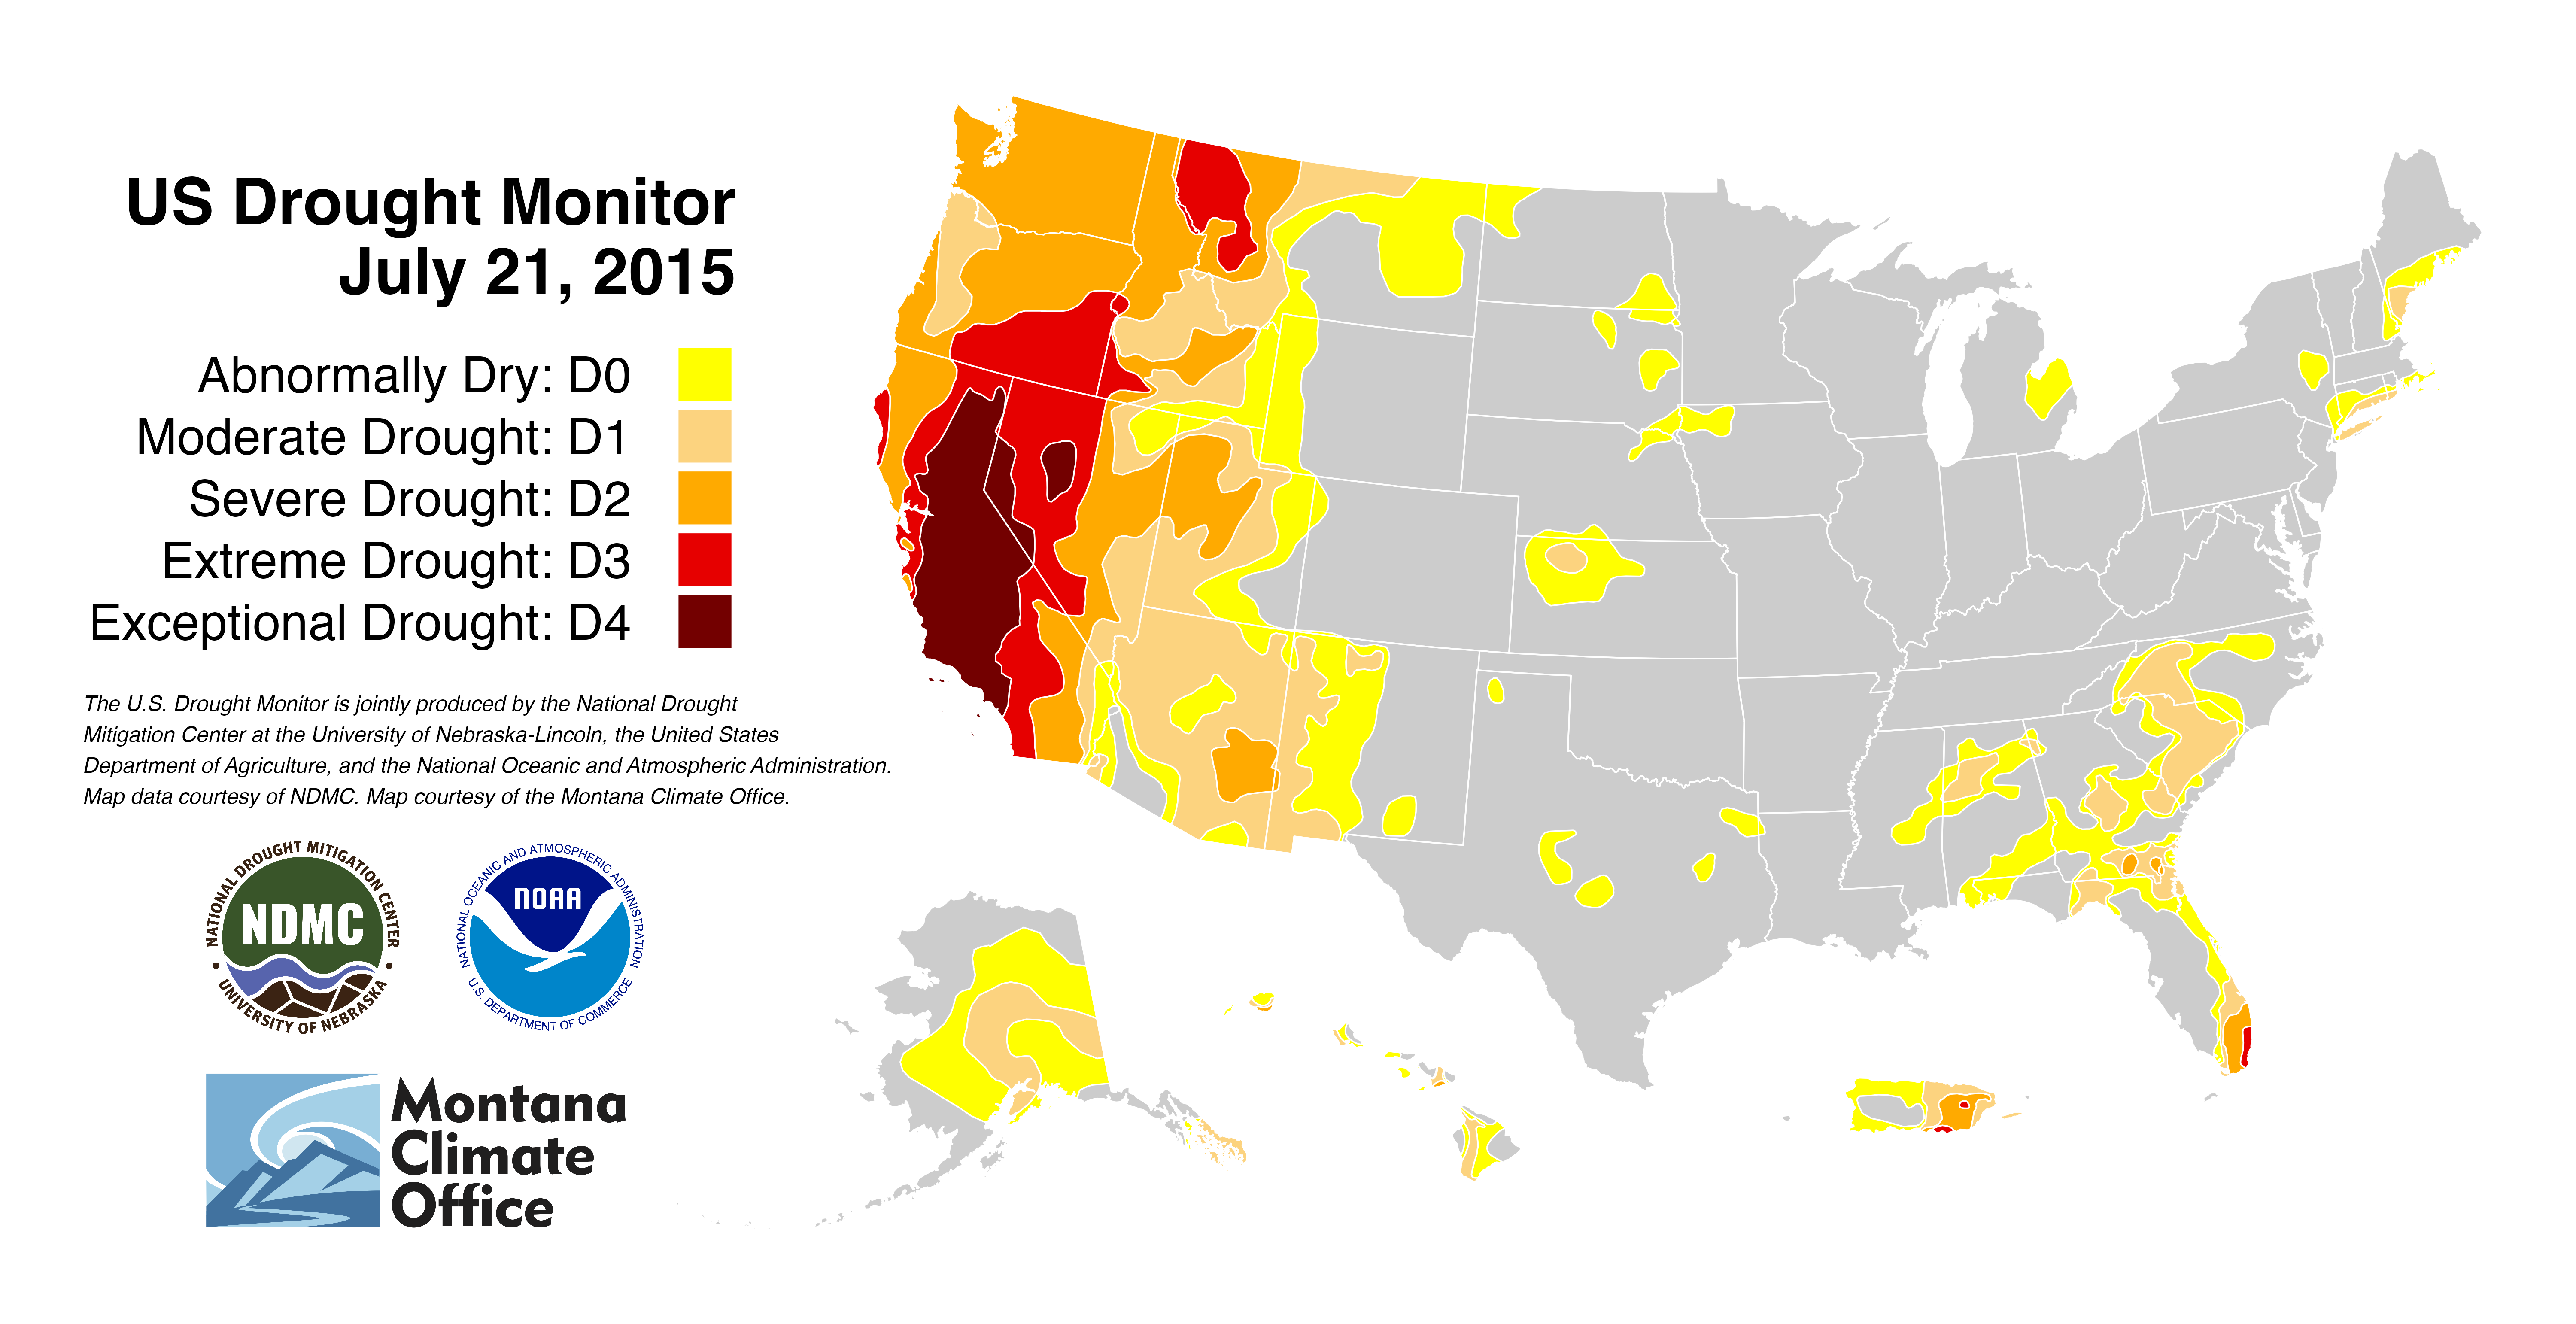 US Drought Monitor
July 21, 2015
Abnormally Dry: D0
Moderate Drought: D1
Severe Drought: D2
Extreme Drought: D3
Exceptional Drought: D4
The U.S. Drought Monitor is jointly produced by the National Drought
Mitigation Center at the University of Nebraska-Lincoln, the United States
Department of Agriculture, and the National Oceanic and Atmospheric Administration.
Map data courtesy of NDMC. Map courtesy of the Montana Climate Office.
NATIONAL DROUGHT MITIGATION CENTER
NDMC
• UNIVERSITY OF NEBRASKA •
NATIONAL OCEANIC AND ATMOSPHERIC ADMINISTRATION
NOAA
U.S. DEPARTMENT OF COMMERCE
Montana
Climate
Office